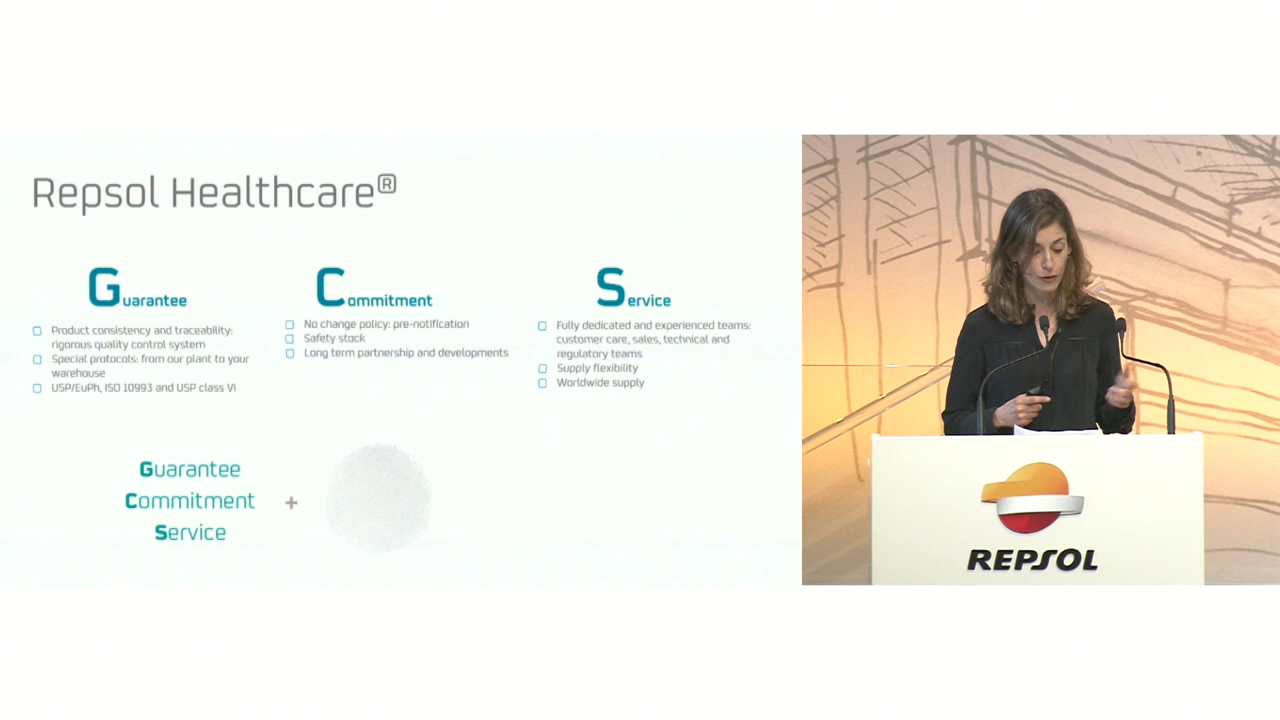 Repsol Healthcare®
Guarantee
Product consistency and traceability:
rigorous quality control system
Special protocols: from our plant to your
warehouse
USP/EuPh, ISO 10993 and USP class VI
Commitment
No change policy: pre-notification
Safety stock
Long term partnership and developments
Service
Fully dedicated and experienced teams:
customer care, sales, technical and
regulatory teams
Supply flexibility
Worldwide supply
Guarantee
Commitment
Service
+
REPSOL